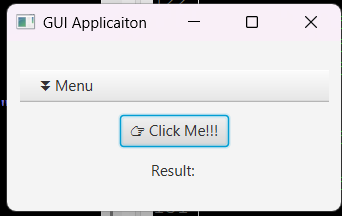 GUI Applicaiton
⏬ Menu
👉 Click Me!!!
Result: